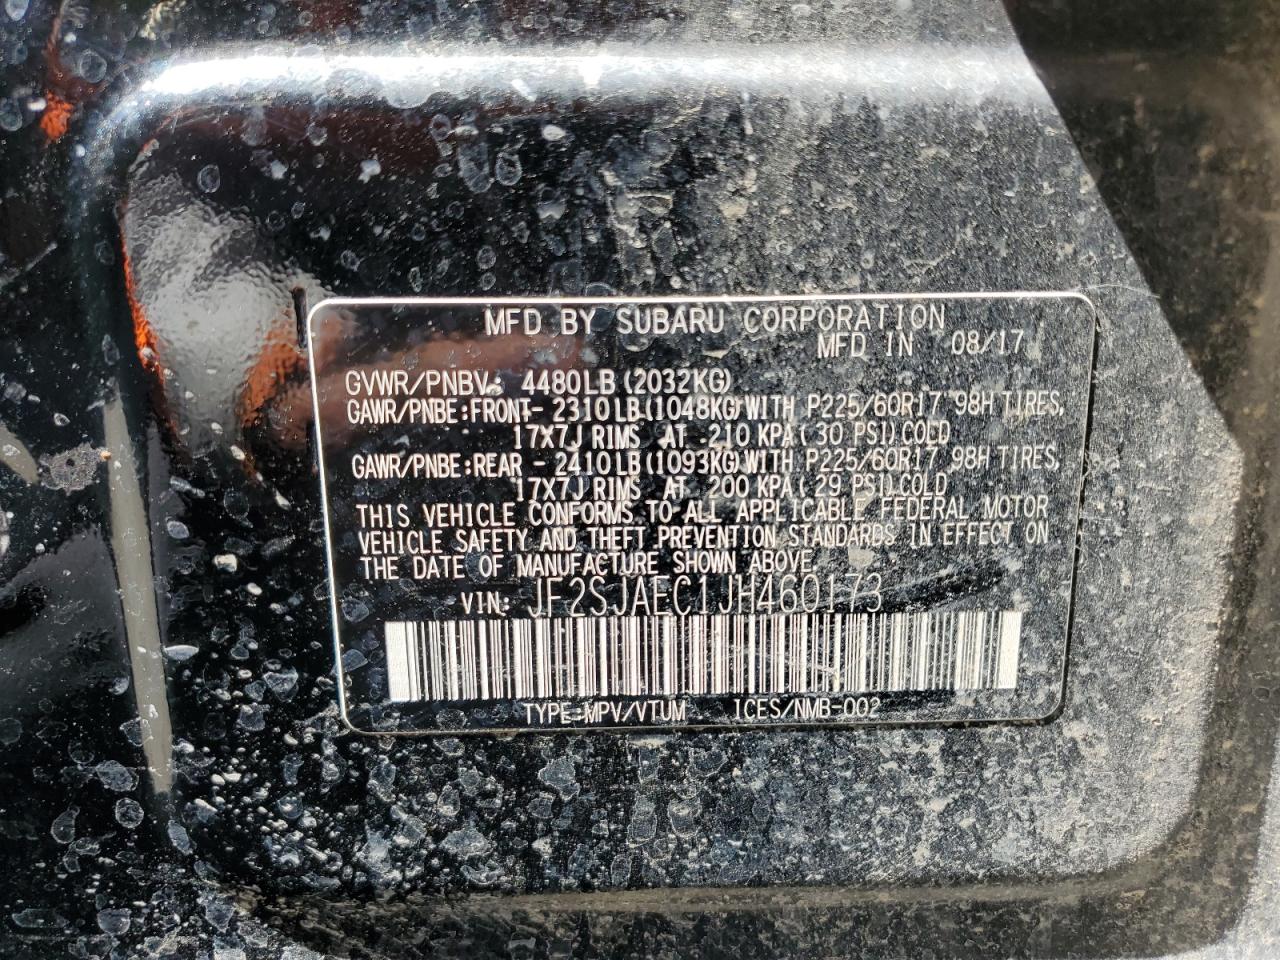 MFD BY SUBARU CORPORATION
MFD IN 08/17
GVWR/PNBV: 4480LB(2032KG)
GAWR/PNBE:FRONT- 2310LB(1048KG)WITH P225/60R17 98H TIRES,
17X7J RIMS AT 210 KPA(30 PSI)COLD
GAWR/PNBE:REAR - 2410LB(1093KG)WITH P225/60R17 98H TIRES,
17X7J RIMS AT 200 KPA(29 PSI)COLD
THIS VEHICLE CONFORMS TO ALL APPLICABLE FEDERAL MOTOR
VEHICLE SAFETY AND THEFT PREVENTION STANDARDS IN EFFECT ON
THE DATE OF MANUFACTURE SHOWN ABOVE.
VIN: JF2SJAEC1JH460173
TYPE:MPV/VTUM ICES/NMB-002